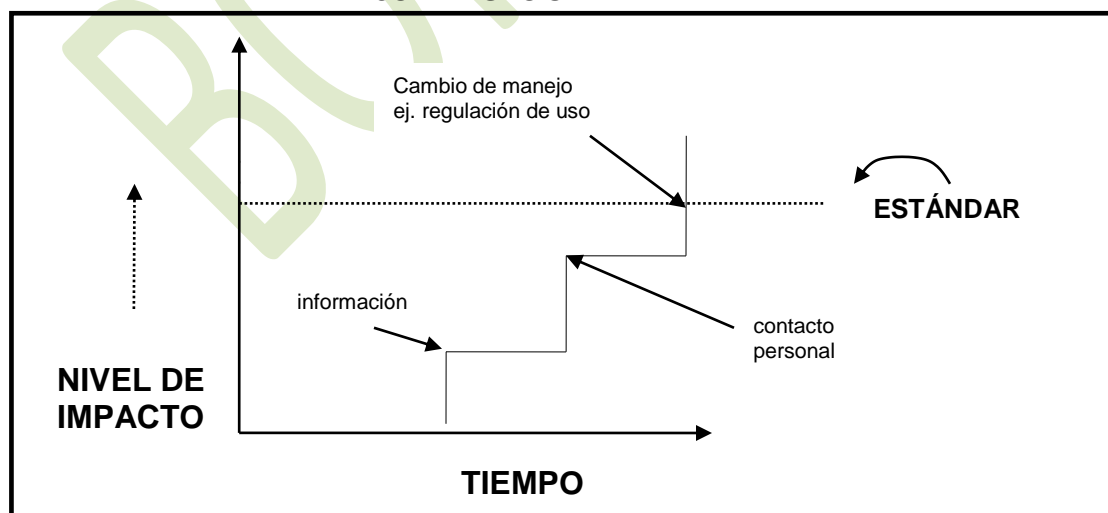 Cambio de manejo
ej. regulación de uso
ESTÁNDAR
información
contacto
personal
NIVEL DE
IMPACTO
TIEMPO